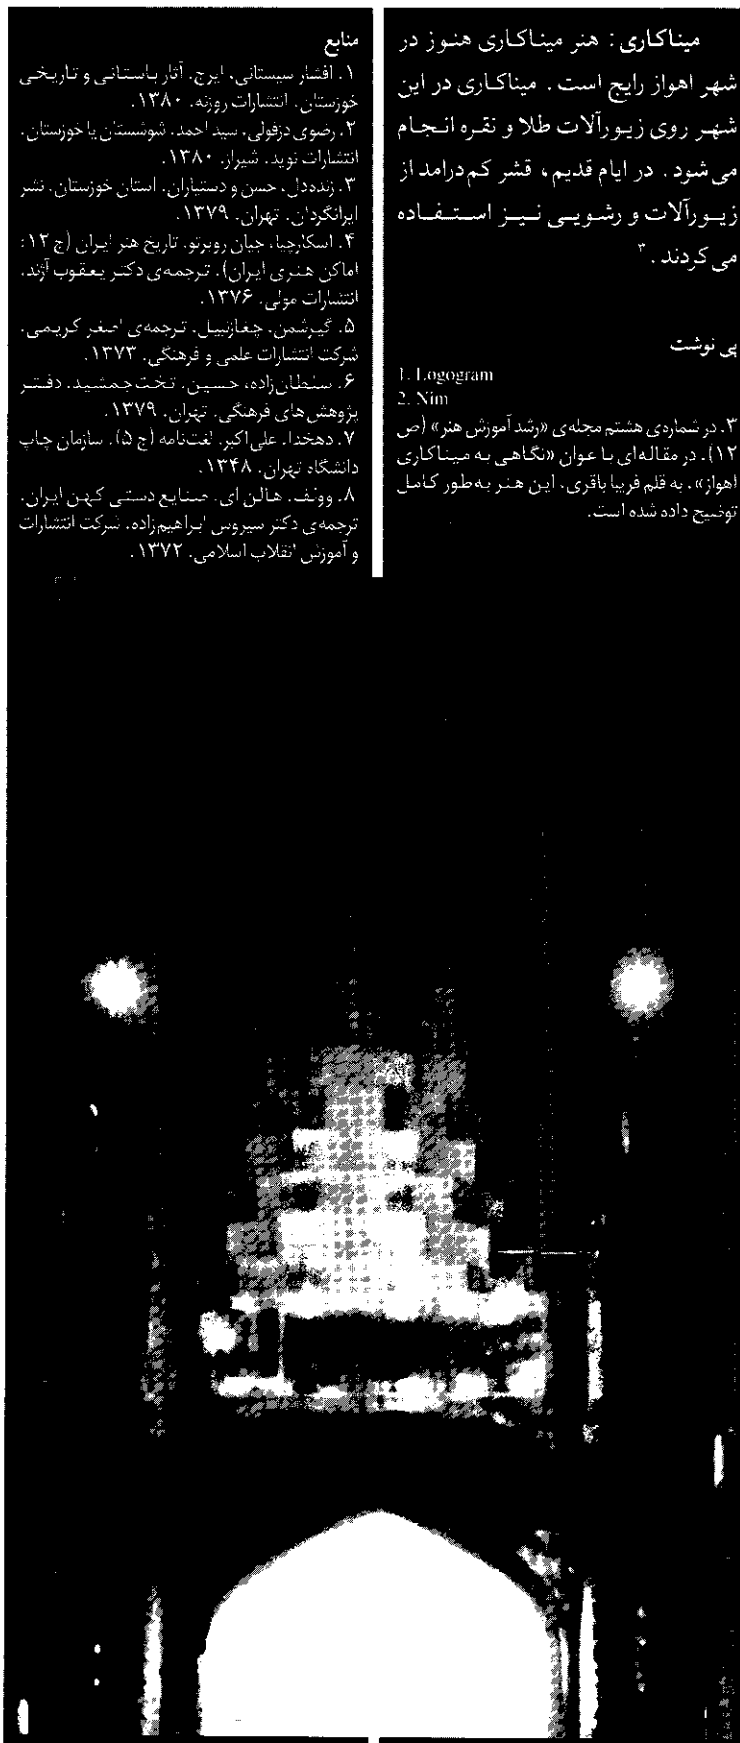 میناکاری: هنر میناکاری هنوز در
شهر اهواز رایج است. میناکاری در این
شهر روی زیورآلات طلا و نقره انجام
می‌شود. در ایام قدیم، قشر کم‌درامد از
زیورآلات و رشویی نیز استفاده
می‌کردند.۳
پی نوشت
1. Logogram
2. Nim
۳. در شماره‌ی هشتم مجله‌ی «رشد آموزش هنر» (ص
۱۲)، در مقاله‌ای با عوان «نگاهی به میناکاری
اهواز»، به قلم فریبا باقری، این هنر به‌طور کامل
توضیح داده شده است.
منابع
۱. افشار سیستانی، ایرج. آثار باستانی و تاریخی
خوزستان. انتشارات روزنه. ۱۳۸۰.
۲. رضوی دزفولی، سید احمد. شوشستان یا خوزستان.
انتشارات نوید. شیراز. ۱۳۸۰.
۳. زنده‌دل، حسن و دستیاران. استان خوزستان. نشر
ایرانگردان. تهران. ۱۳۷۹.
۴. اسکارچیا، جیان روبرتو. تاریخ هنر ایران (ج ۱۲:
اماکن هنری ایران). ترجمه‌ی دکتر یعقوب آژند.
انتشارات مولی. ۱۳۷۶.
۵. گیرشمن. چغازنبیل. ترجمه‌ی اصغر کریمی.
شرکت انتشارات علمی و فرهنگی. ۱۳۷۳.
۶. سلطان‌زاده، حسین. تخت‌جمشید. دفتر
پژوهش‌های فرهنگی. تهران. ۱۳۷۹.
۷. دهخدا، علی‌اکبر. لغت‌نامه (ج ۵). سازمان چاپ
دانشگاه تهران. ۱۳۴۸.
۸. وولف، هالن ای. صنایع دستی کهن ایران.
ترجمه‌ی دکتر سیروس ابراهیم‌زاده. شرکت انتشارات
و آموزش انقلاب اسلامی. ۱۳۷۲.